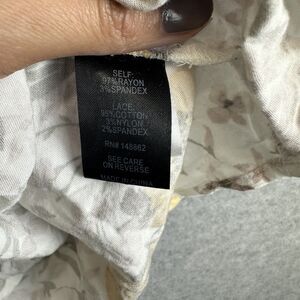 SELF:
97%RAYON
3%SPANDEX
LACE:
95%COTTON
3%NYLON
2%SPANDEX
RN# 148662
SEE CARE
ON REVERSE
MADE IN CHINA